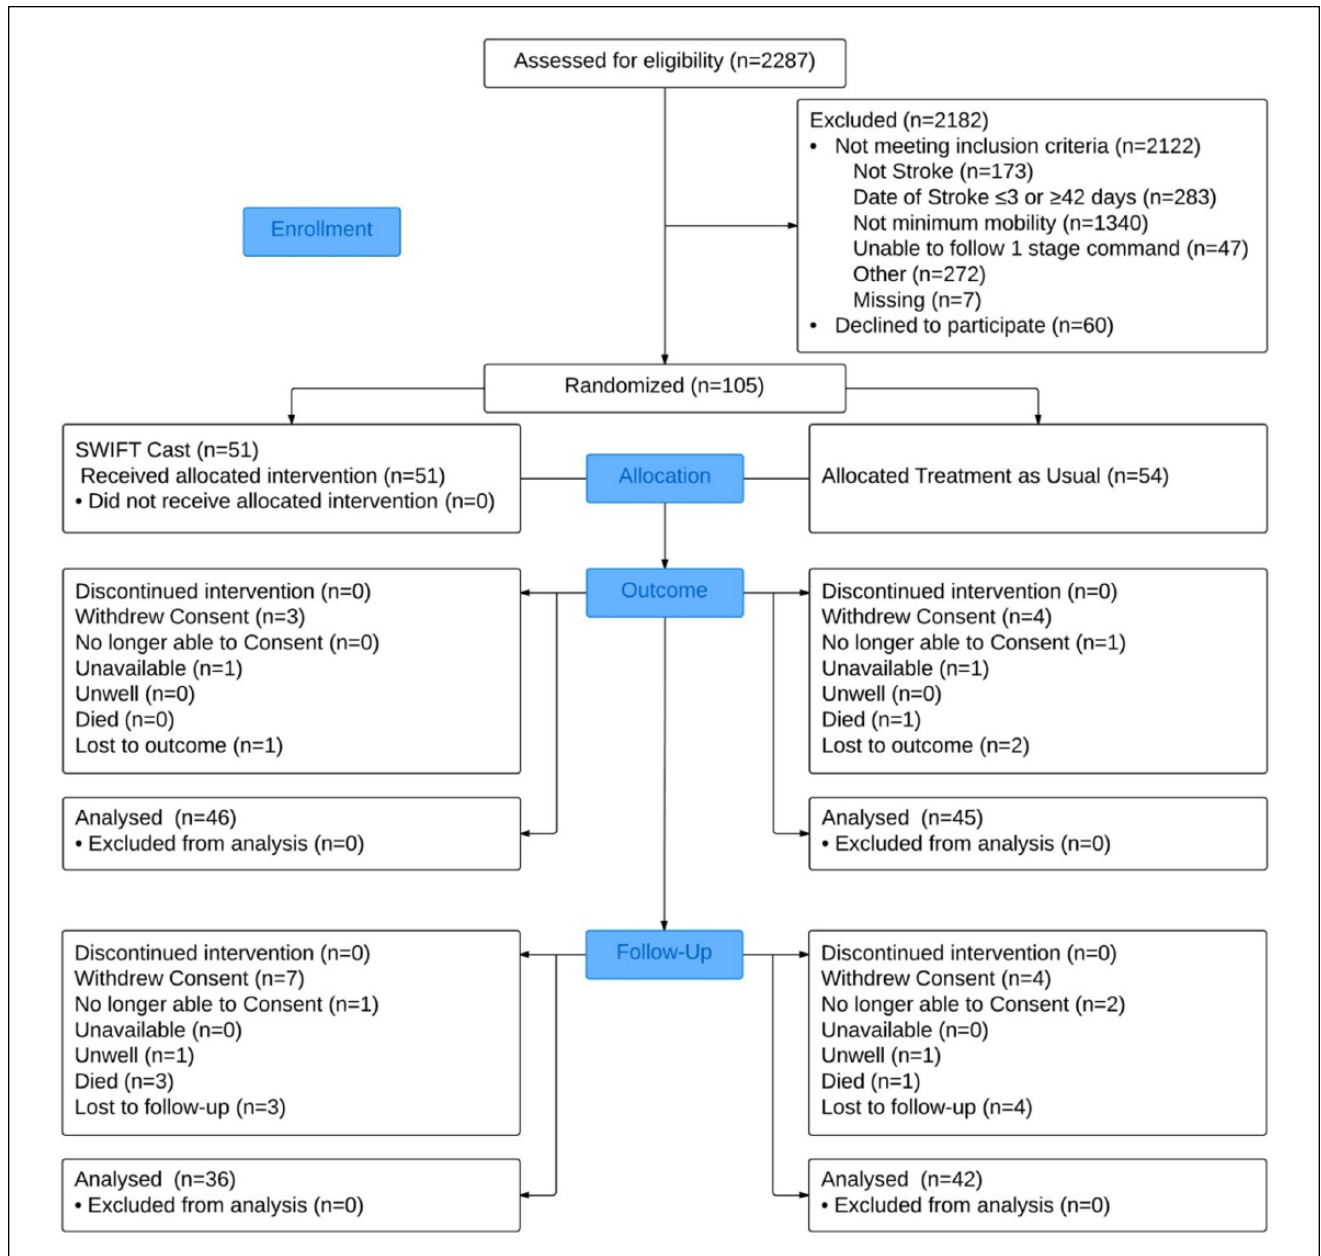 Assessed for eligibility (n=2287)
Excluded (n=2182)
• Not meeting inclusion criteria (n=2122)
Not Stroke (n=173)
Date of Stroke ≤3 or ≥42 days (n=283)
Not minimum mobility (n=1340)
Unable to follow 1 stage command (n=47)
Other (n=272)
Missing (n=7)
• Declined to participate (n=60)
Enrollment
Randomized (n=105)
SWIFT Cast (n=51)
Received allocated intervention (n=51)
• Did not receive allocated intervention (n=0)
Allocation
Allocated Treatment as Usual (n=54)
Outcome
Discontinued intervention (n=0)
Withdrew Consent (n=3)
No longer able to Consent (n=0)
Unavailable (n=1)
Unwell (n=0)
Died (n=0)
Lost to outcome (n=1)
Discontinued intervention (n=0)
Withdrew Consent (n=4)
No longer able to Consent (n=1)
Unavailable (n=1)
Unwell (n=0)
Died (n=1)
Lost to outcome (n=2)
Analysed (n=46)
• Excluded from analysis (n=0)
Analysed (n=45)
• Excluded from analysis (n=0)
Follow-Up
Discontinued intervention (n=0)
Withdrew Consent (n=7)
No longer able to Consent (n=1)
Unavailable (n=0)
Unwell (n=1)
Died (n=3)
Lost to follow-up (n=3)
Discontinued intervention (n=0)
Withdrew Consent (n=4)
No longer able to Consent (n=2)
Unavailable (n=0)
Unwell (n=1)
Died (n=1)
Lost to follow-up (n=4)
Analysed (n=36)
• Excluded from analysis (n=0)
Analysed (n=42)
• Excluded from analysis (n=0)